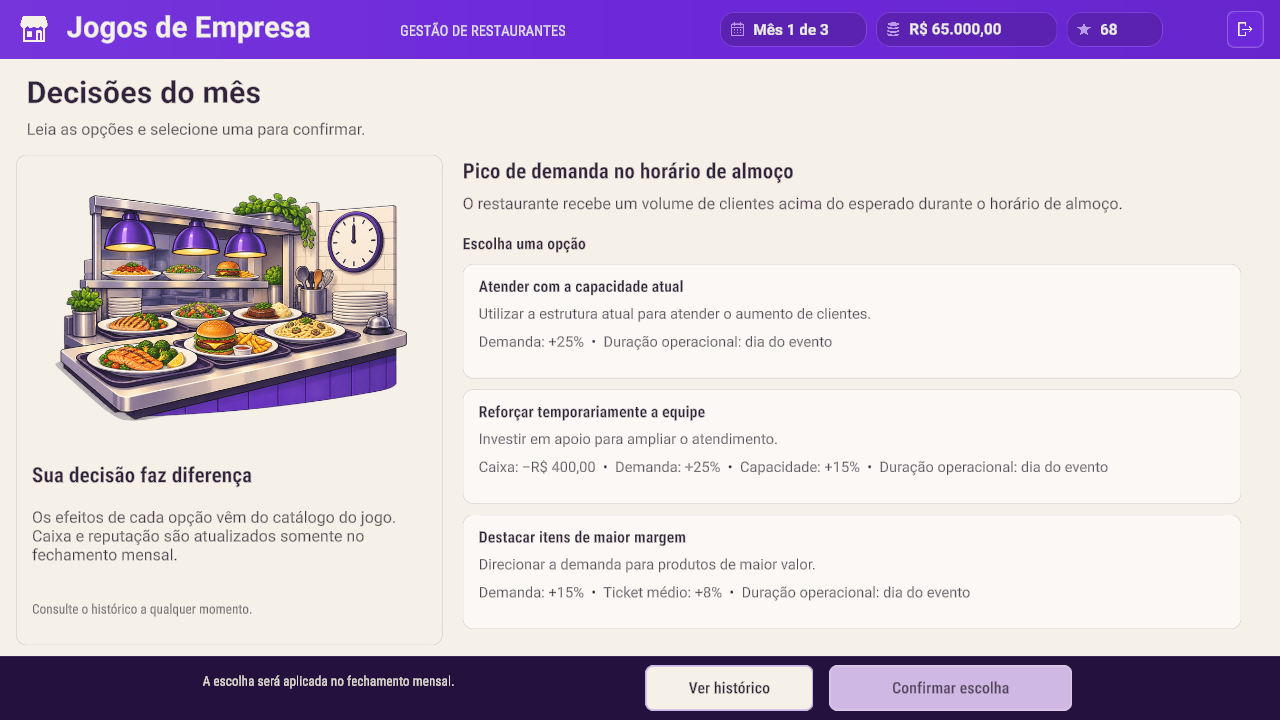 Jogos de Empresa
GESTÃO DE RESTAURANTES
Mês 1 de 3
R$ 65.000,00
68
Decisões do mês
Leia as opções e selecione uma para confirmar.
Sua decisão faz diferença
Os efeitos de cada opção vêm do catálogo do jogo.
Caixa e reputação são atualizados somente no
fechamento mensal.
Consulte o histórico a qualquer momento.
Pico de demanda no horário de almoço
O restaurante recebe um volume de clientes acima do esperado durante o horário de almoço.
Escolha uma opção
Atender com a capacidade atual
Utilizar a estrutura atual para atender o aumento de clientes.
Demanda: +25% • Duração operacional: dia do evento
Reforçar temporariamente a equipe
Investir em apoio para ampliar o atendimento.
Caixa: −R$ 400,00 • Demanda: +25% • Capacidade: +15% • Duração operacional: dia do evento
Destacar itens de maior margem
Direcionar a demanda para produtos de maior valor.
Demanda: +15% • Ticket médio: +8% • Duração operacional: dia do evento
A escolha será aplicada no fechamento mensal.
Ver histórico
Confirmar escolha